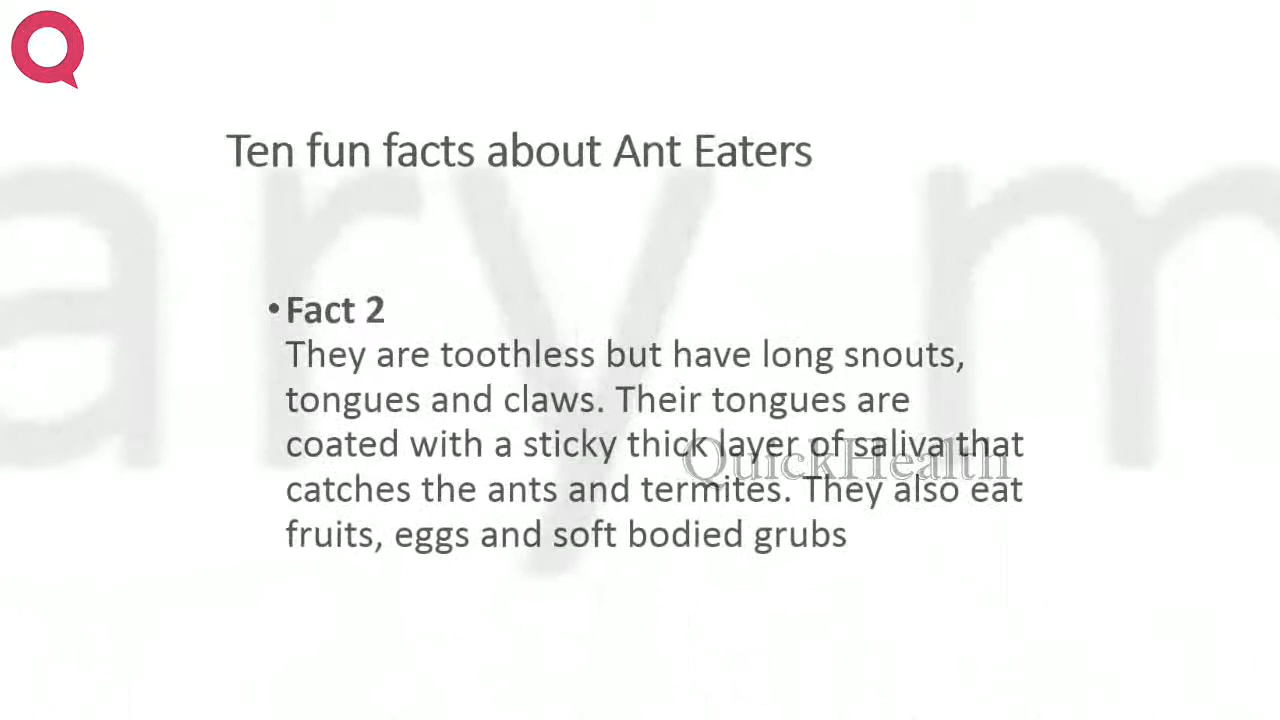 Ten fun facts about Ant Eaters
• Fact 2
They are toothless but have long snouts,
tongues and claws. Their tongues are
coated with a sticky thick layer of saliva that
QuickHealth
catches the ants and termites. They also eat
fruits, eggs and soft bodied grubs
ary m